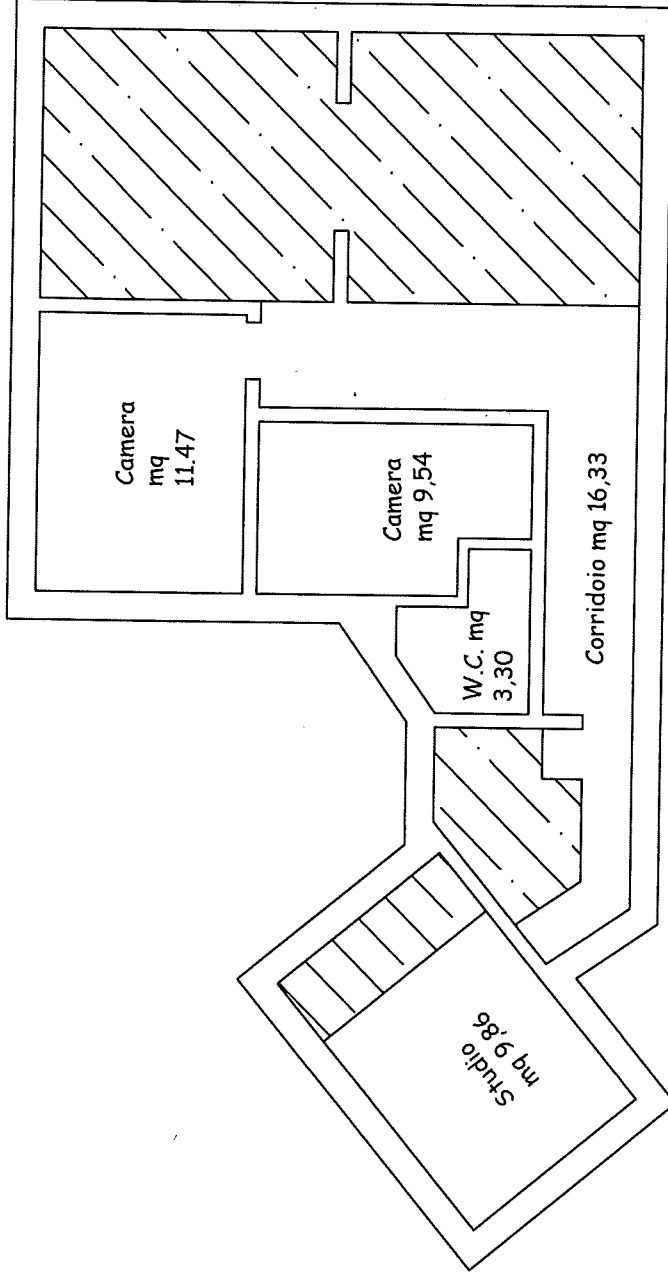 Camera
mq
11.47
Camera
mq 9,54
W.C. mq
3,30
Corridoio mq 16,33
Studio
mq 9,86